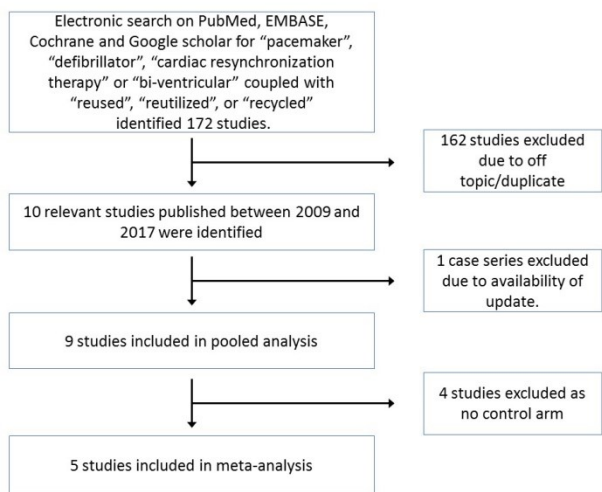 Electronic search on PubMed, EMBASE,
Cochrane and Google scholar for “pacemaker”,
“defibrillator”, “cardiac resynchronization
therapy” or “bi-ventricular” coupled with
“reused”, “reutilized”, or “recycled”
identified 172 studies.
162 studies excluded
due to off
topic/duplicate
10 relevant studies published between 2009 and
2017 were identified
1 case series excluded
due to availability of
update.
9 studies included in pooled analysis
4 studies excluded as
no control arm
5 studies included in meta-analysis